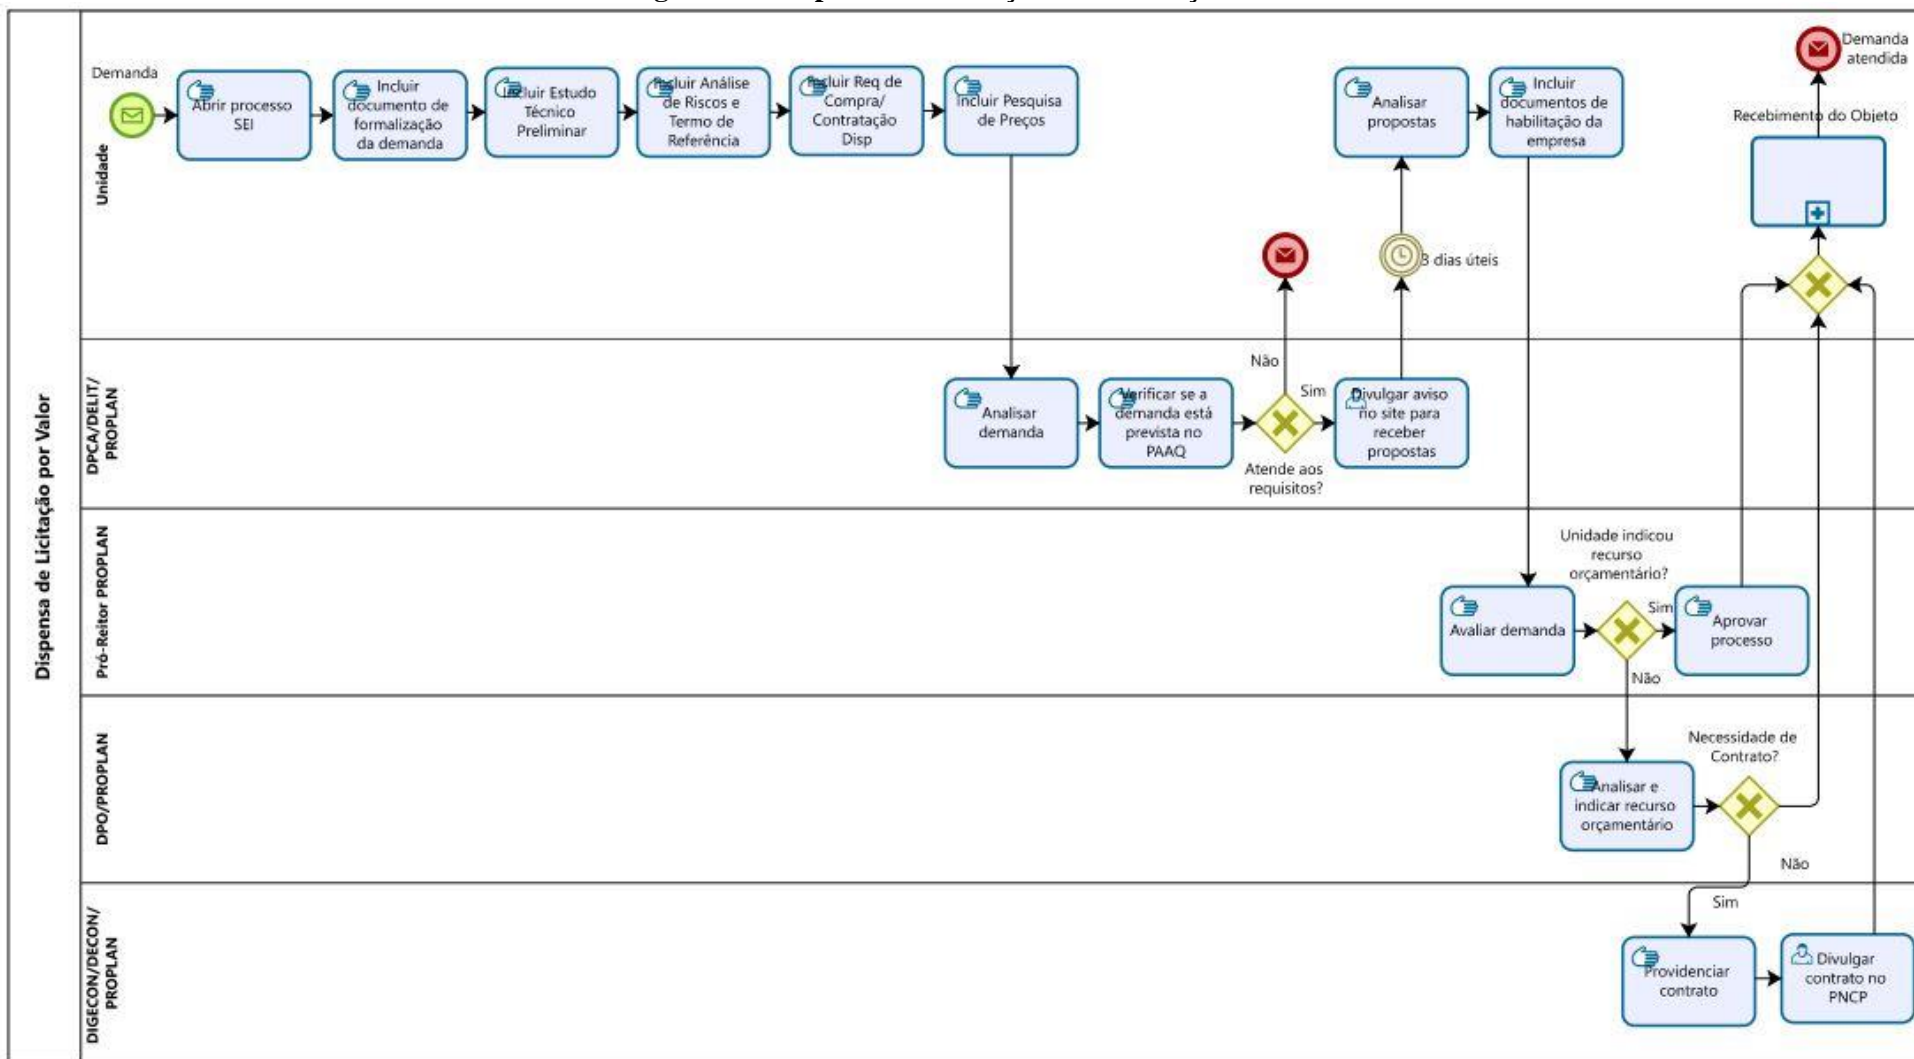 Dispensa de Licitação por Valor
Unidade
Demanda
Abrir processo
SEI
Incluir
documento de
formalização
da demanda
Incluir Estudo
Técnico
Preliminar
Incluir Análise
de Riscos e
Termo de
Referência
Incluir Req de
Compra/
Contratação
Disp
Incluir Pesquisa
de Preços
Analisar
propostas
Incluir
documentos de
habilitação da
empresa
Demanda
atendida
Recebimento do Objeto
3 dias úteis
DPCA/DELIT/
PROPLAN
Analisar
demanda
Verificar se a
demanda está
prevista no
PAAQ
Não
Sim
Atende aos
requisitos?
Divulgar aviso
no site para
receber
propostas
Pró-Reitor PROPLAN
Avaliar demanda
Unidade indicou
recurso
orçamentário?
Sim
Não
Aprovar
processo
DPO/PROPLAN
Analisar e
indicar recurso
orçamentário
Necessidade de
Contrato?
Não
Sim
DIGECON/DECON/
PROPLAN
Providenciar
contrato
Divulgar
contrato no
PNCP